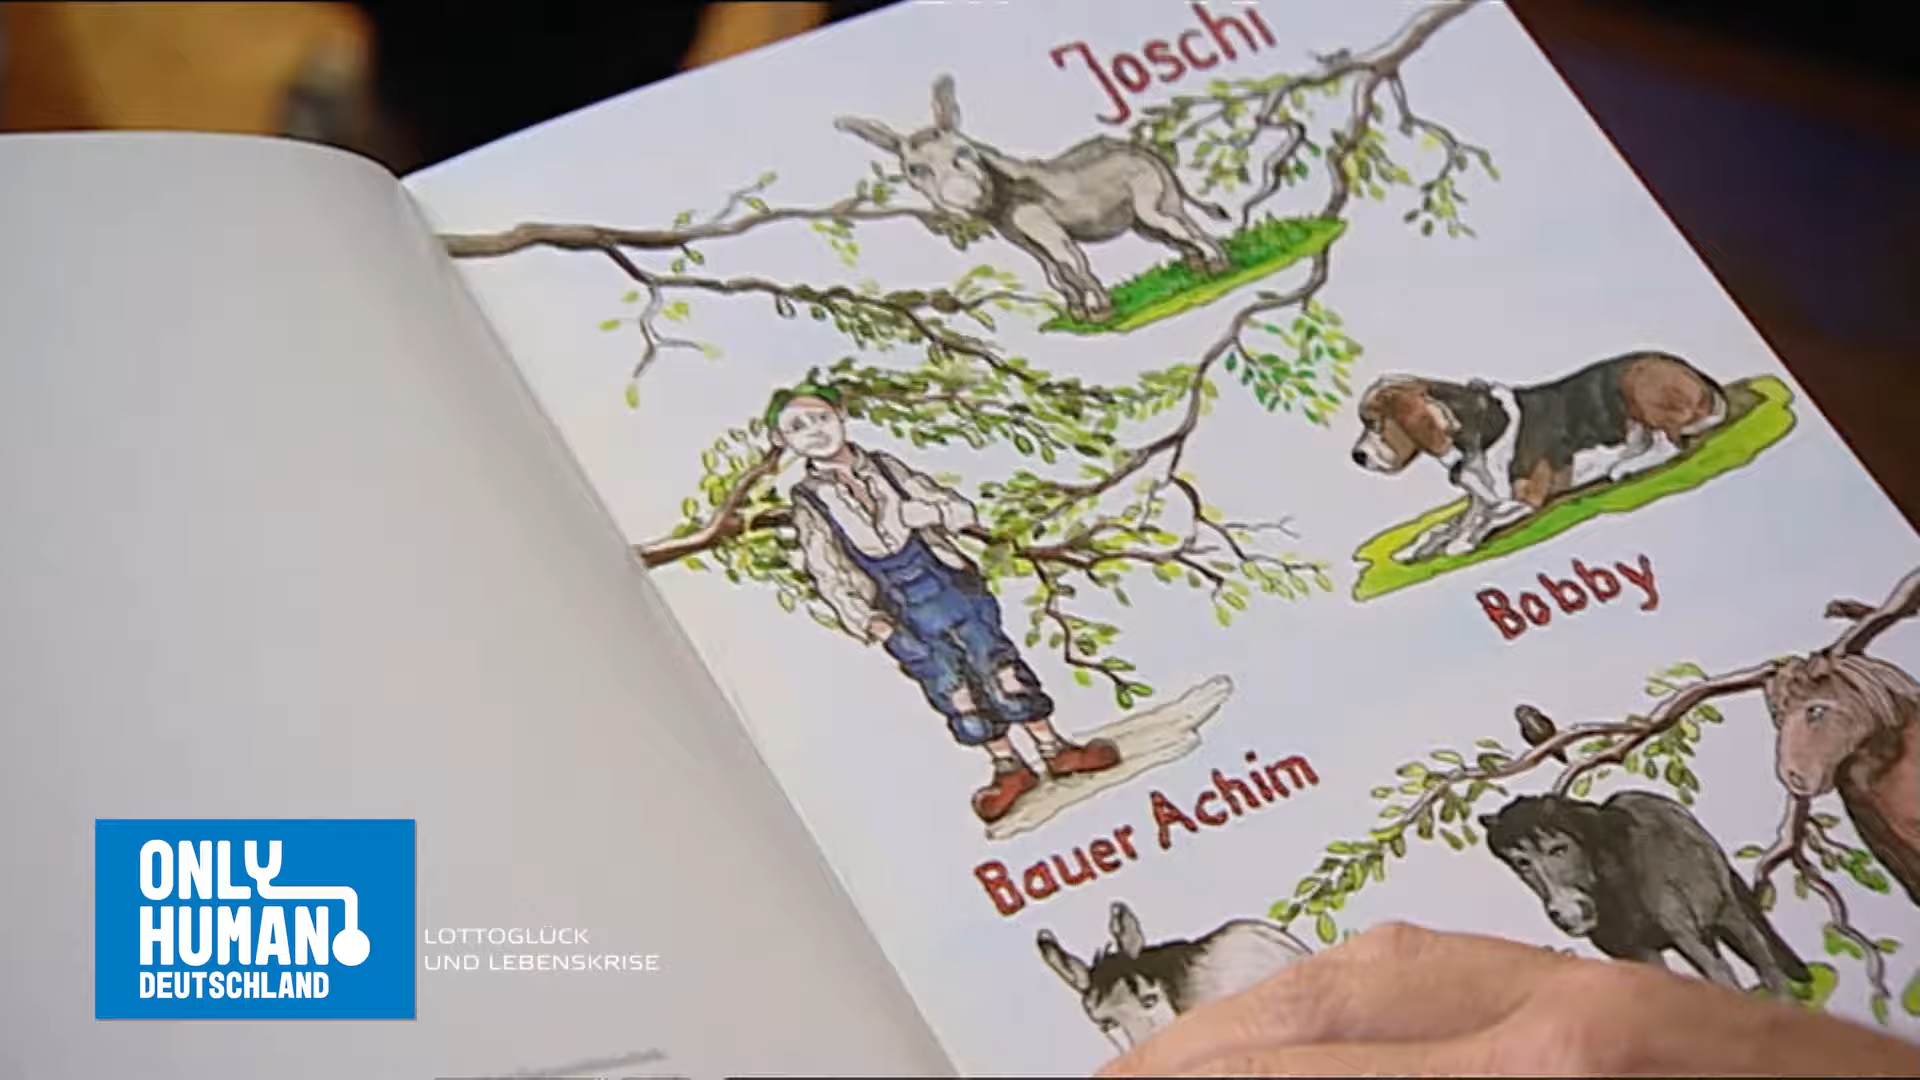 Joschi
Bobby
Bauer Achim
ONLY
HUMAN
DEUTSCHLAND
LOTTOGLÜCK
UND LEBENSKRISE